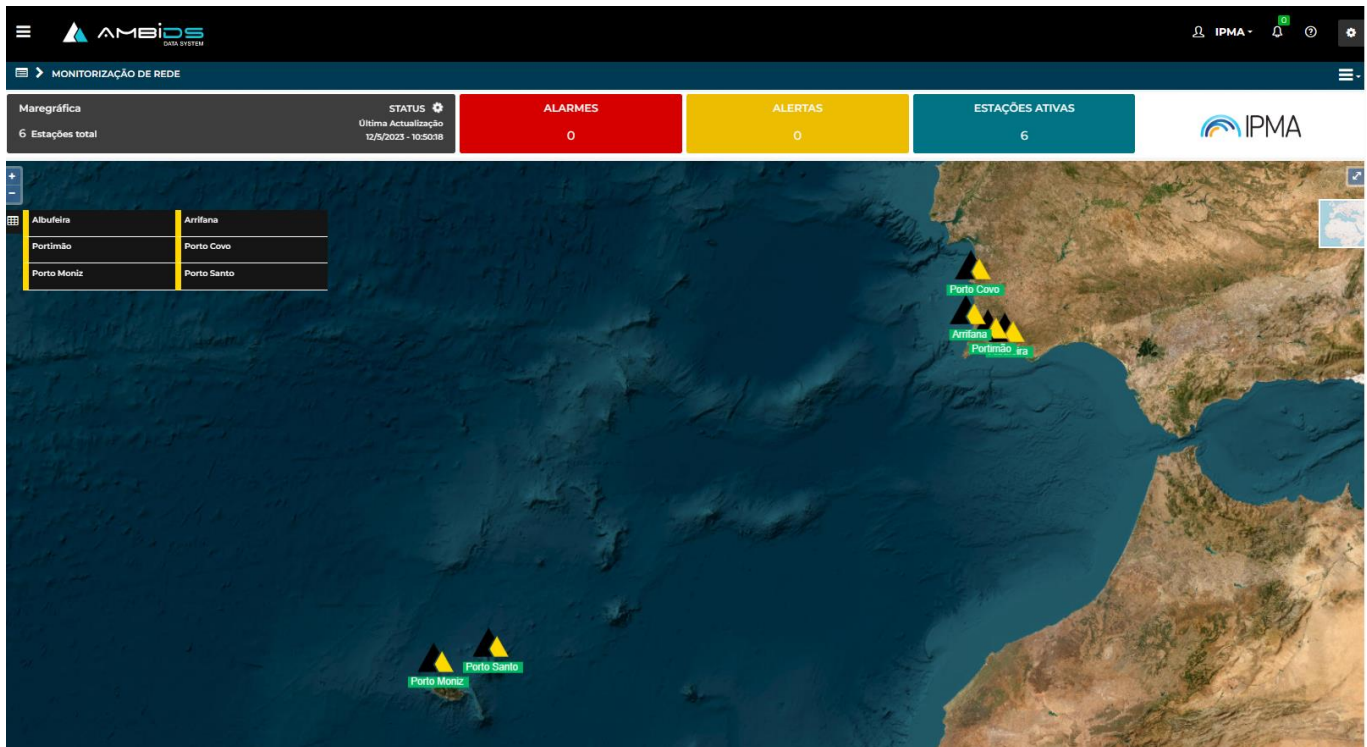 AMBIDS
DATA SYSTEM
0
IPMA
MONITORIZAÇÃO DE REDE
Maregráfica
6 Estações total
STATUS
Última Actualização
12/5/2023 - 10:50:18
ALARMES
0
ALERTAS
0
ESTAÇÕES ATIVAS
6
IPMA
+
−
Albufeira
Arrifana
Portimão
Porto Covo
Porto Moniz
Porto Santo
Porto Covo
Arrifana
Portimão
ira
Porto Santo
Porto Moniz